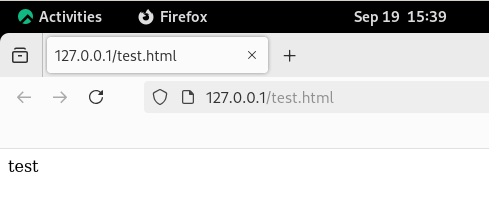 Activities Firefox Sep 19 15:39
127.0.0.1/test.html
127.0.0.1/test.html
test